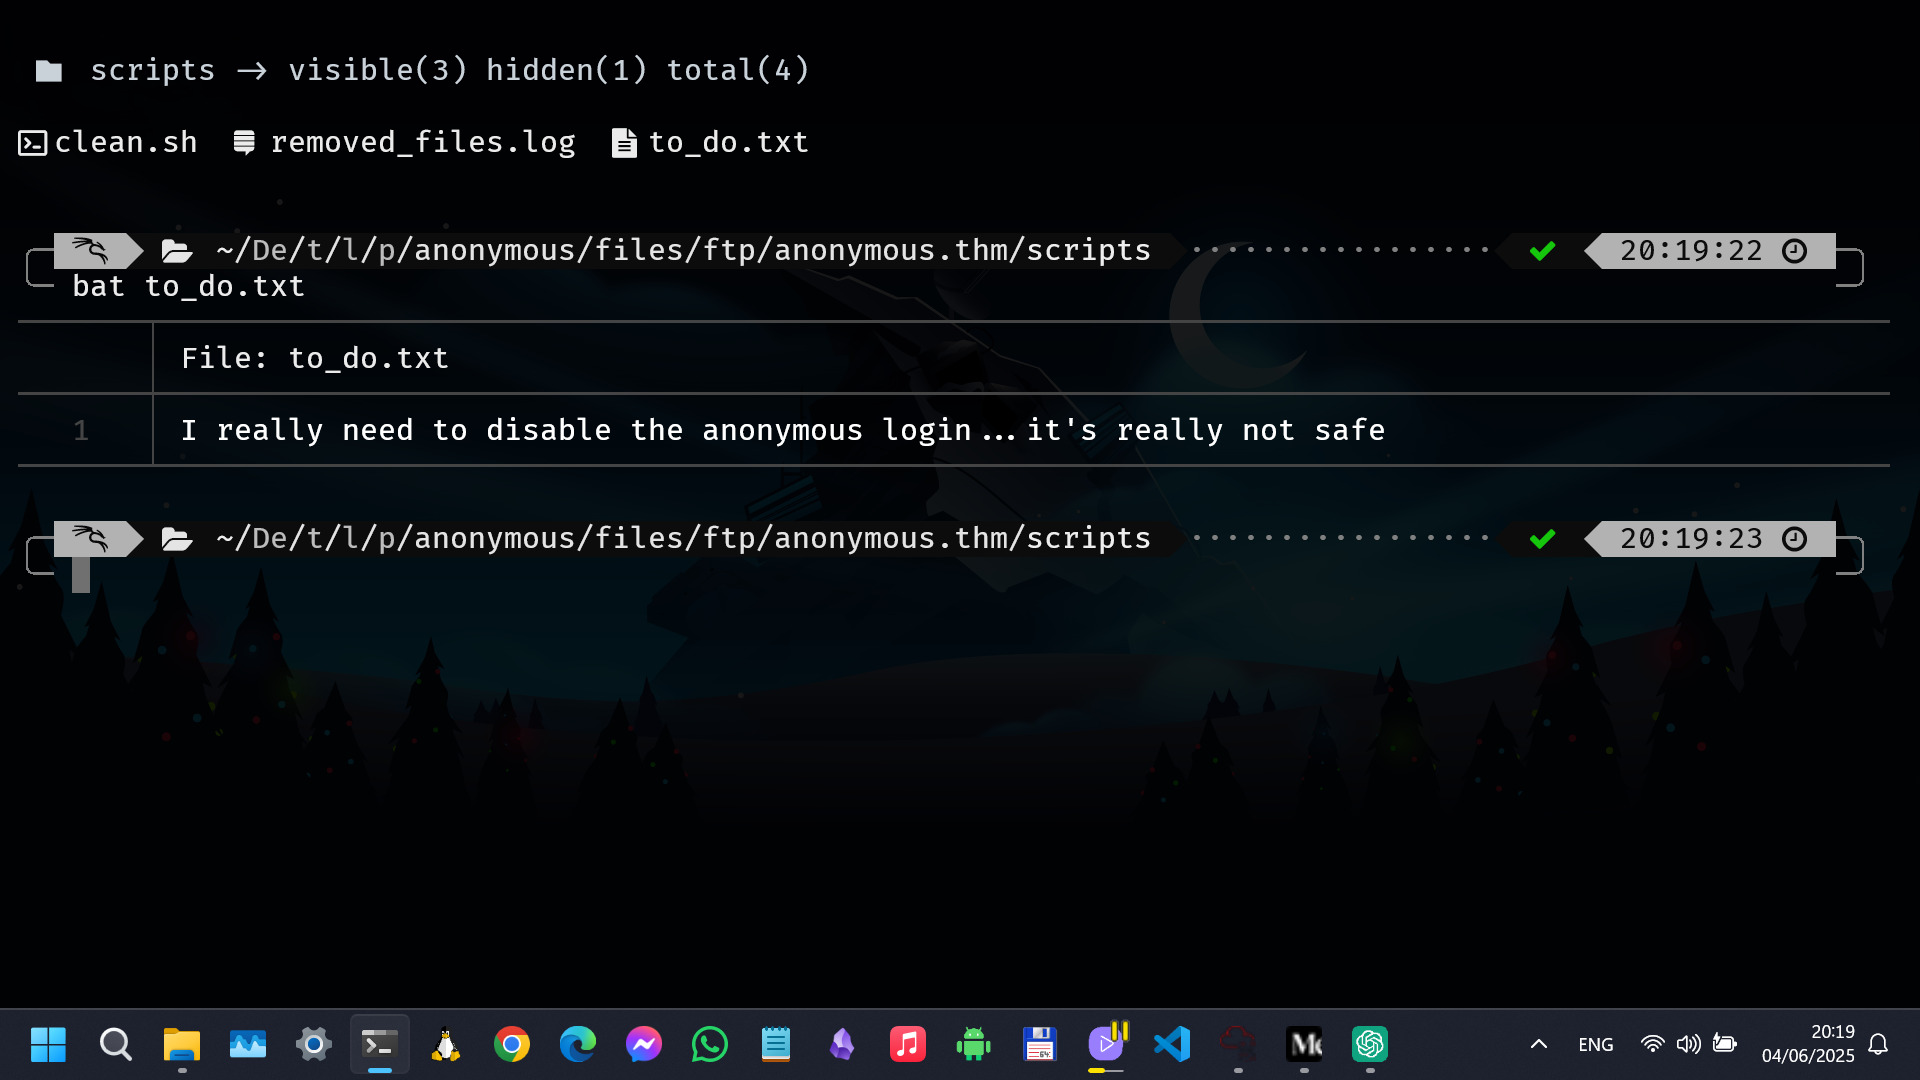 scripts → visible(3) hidden(1) total(4)
clean.sh removed_files.log to_do.txt
~/De/t/l/p/anonymous/files/ftp/anonymous.thm/scripts 20:19:22
bat to_do.txt
File: to_do.txt
1 I really need to disable the anonymous login...it's really not safe
~/De/t/l/p/anonymous/files/ftp/anonymous.thm/scripts 20:19:23
64
Me
ENG
20:19
04/06/2025